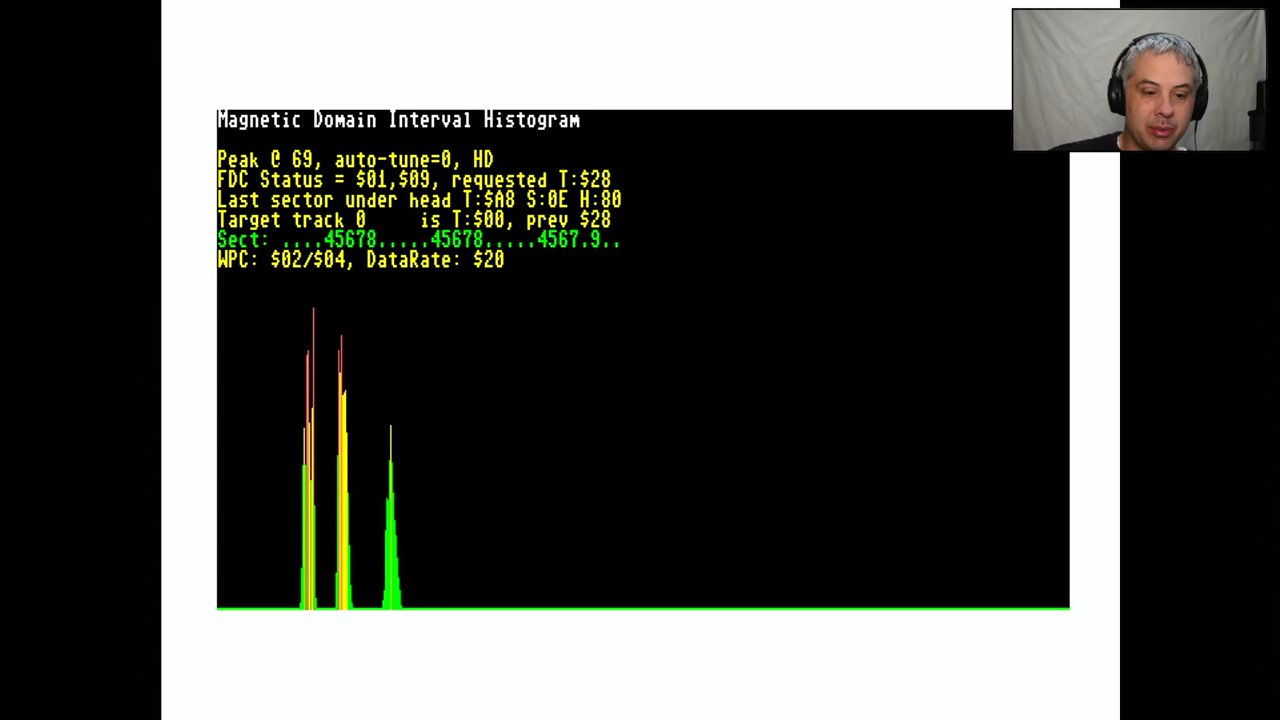 Magnetic Domain Interval Histogram
Peak @ 69, auto-tune=0, HD
FDC Status = $01,$09, requested T:$28
Last sector under head T:$A8 S:0E H:80
Target track 0     is T:$00, prev $28
Sect: ....45678.....45678.....4567.9..
WPC: $02/$04, DataRate: $20